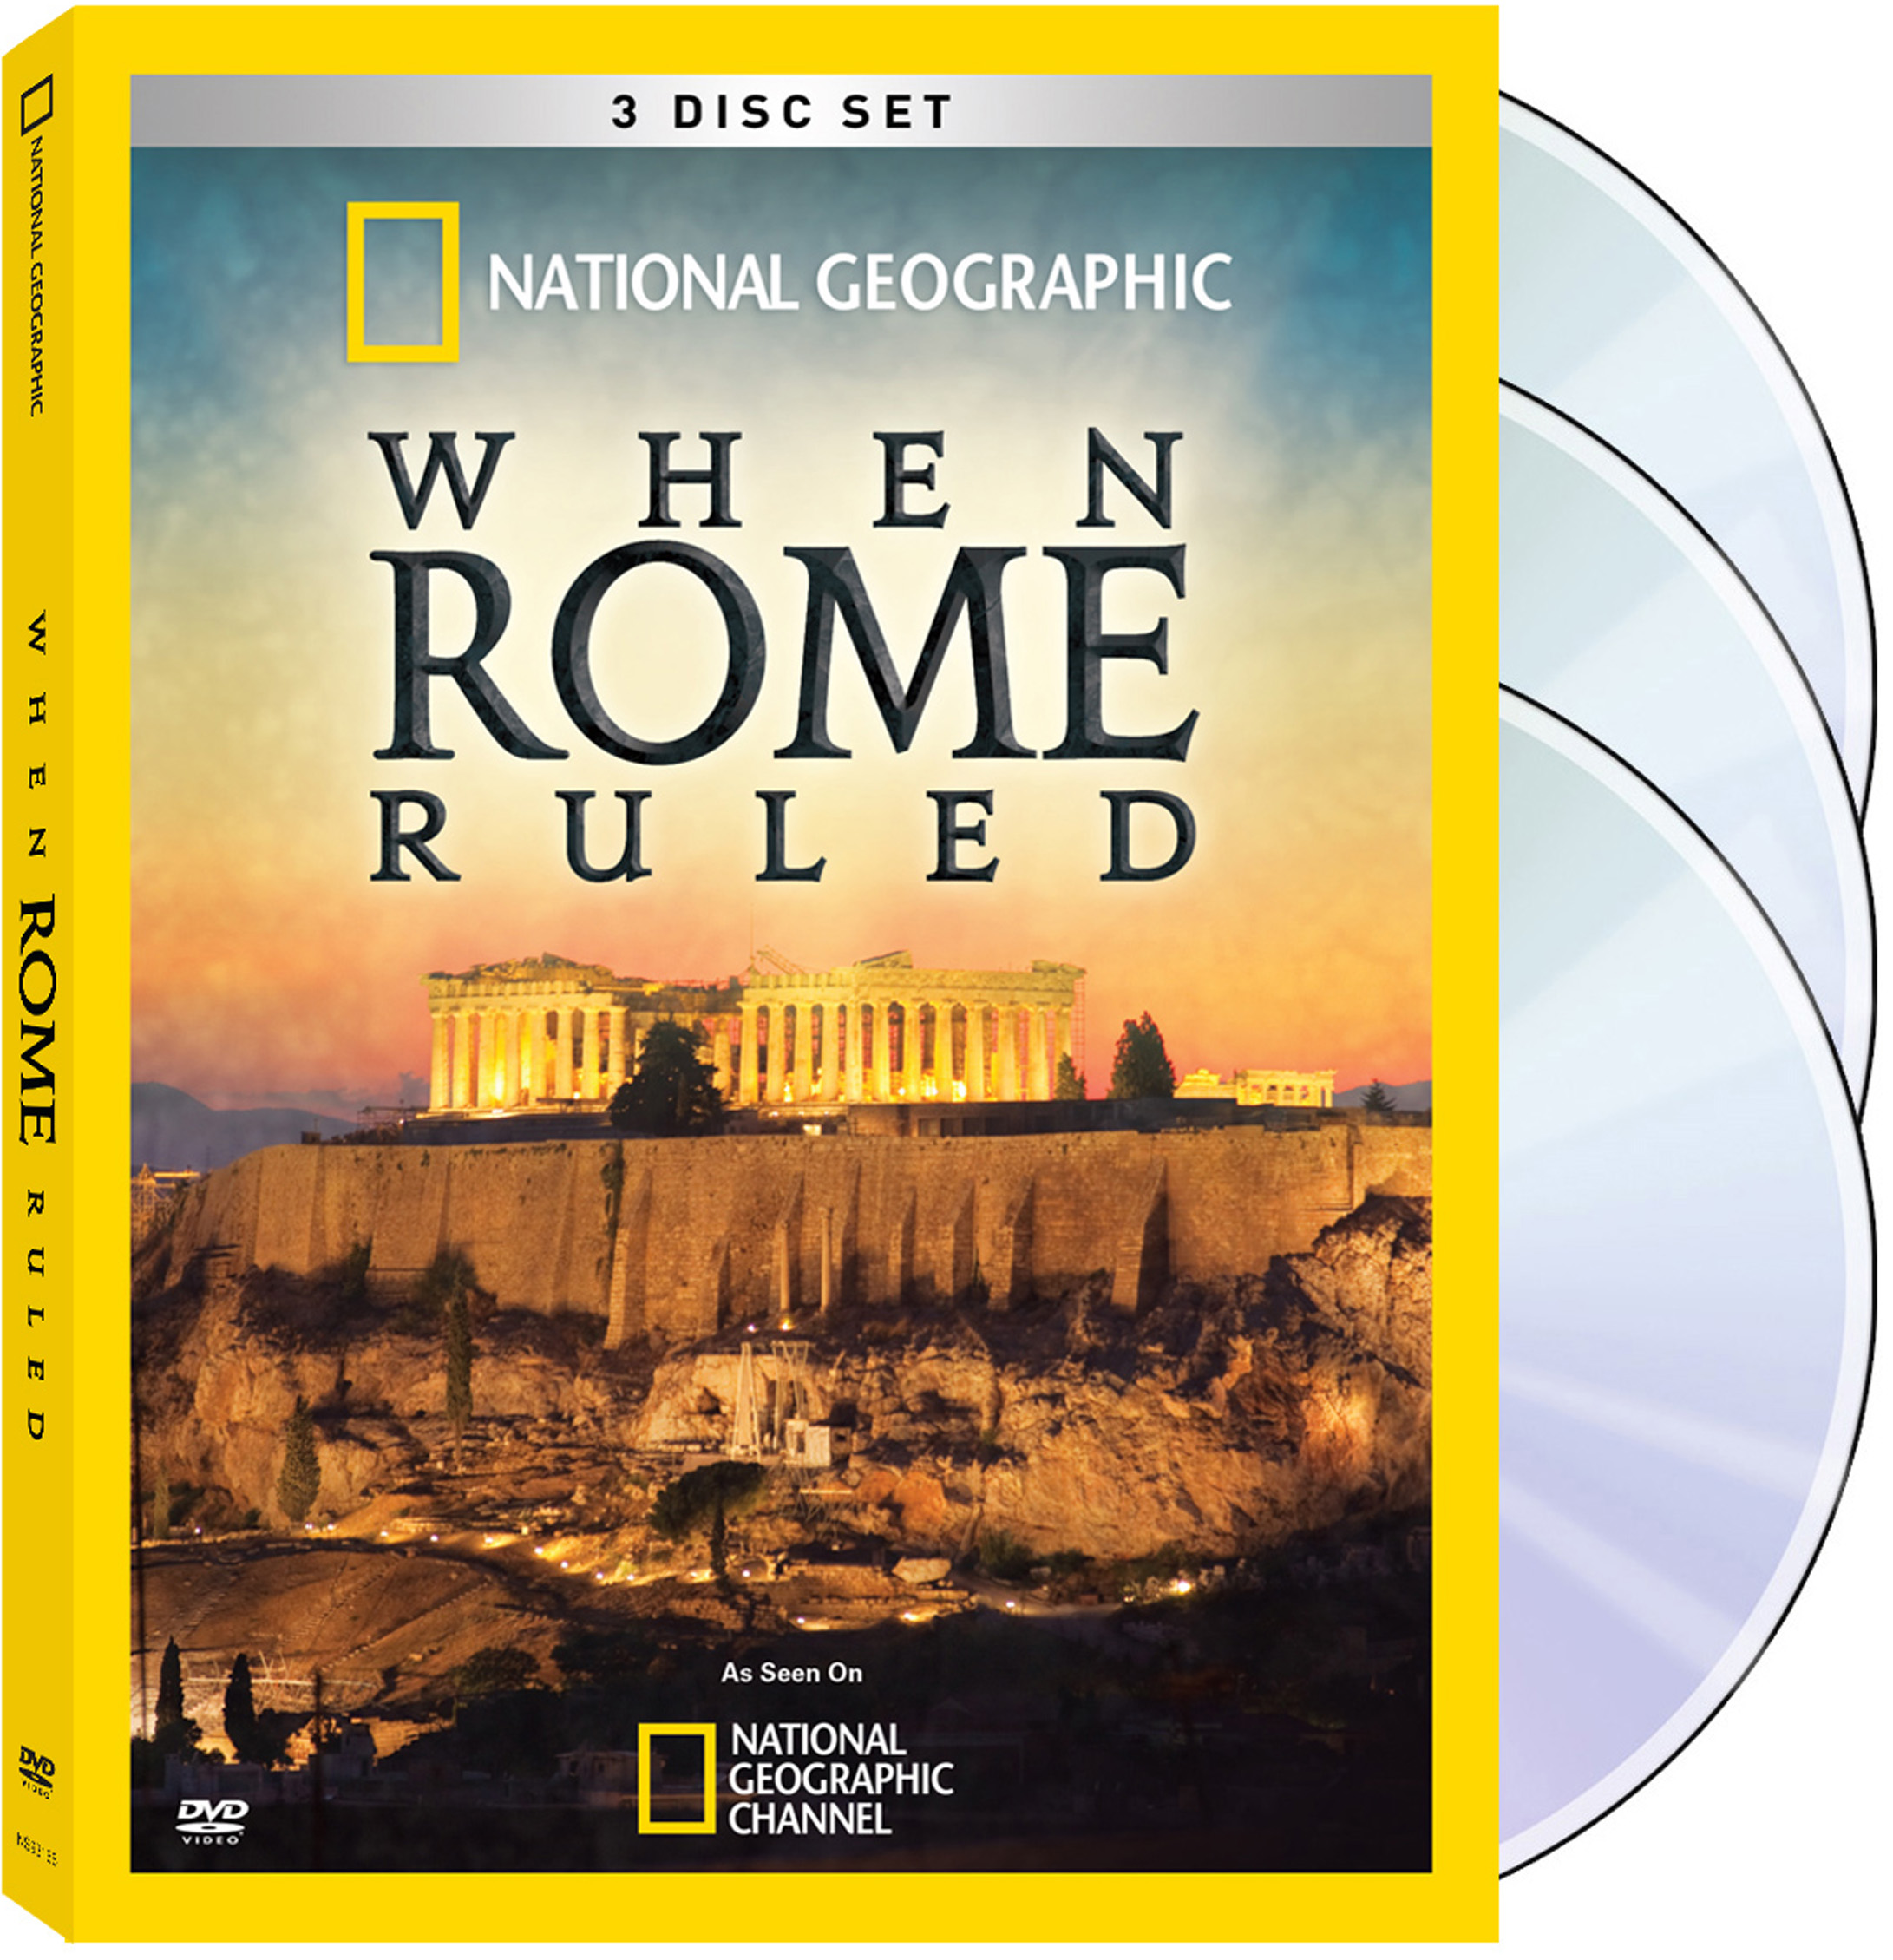 3 DISC SET
NATIONAL GEOGRAPHIC
WHEN
ROME
RULED
As Seen On
NATIONAL
GEOGRAPHIC
CHANNEL
DVD
VIDEO
NATIONAL GEOGRAPHIC
WHEN ROME RULED
DVD
VIDEO